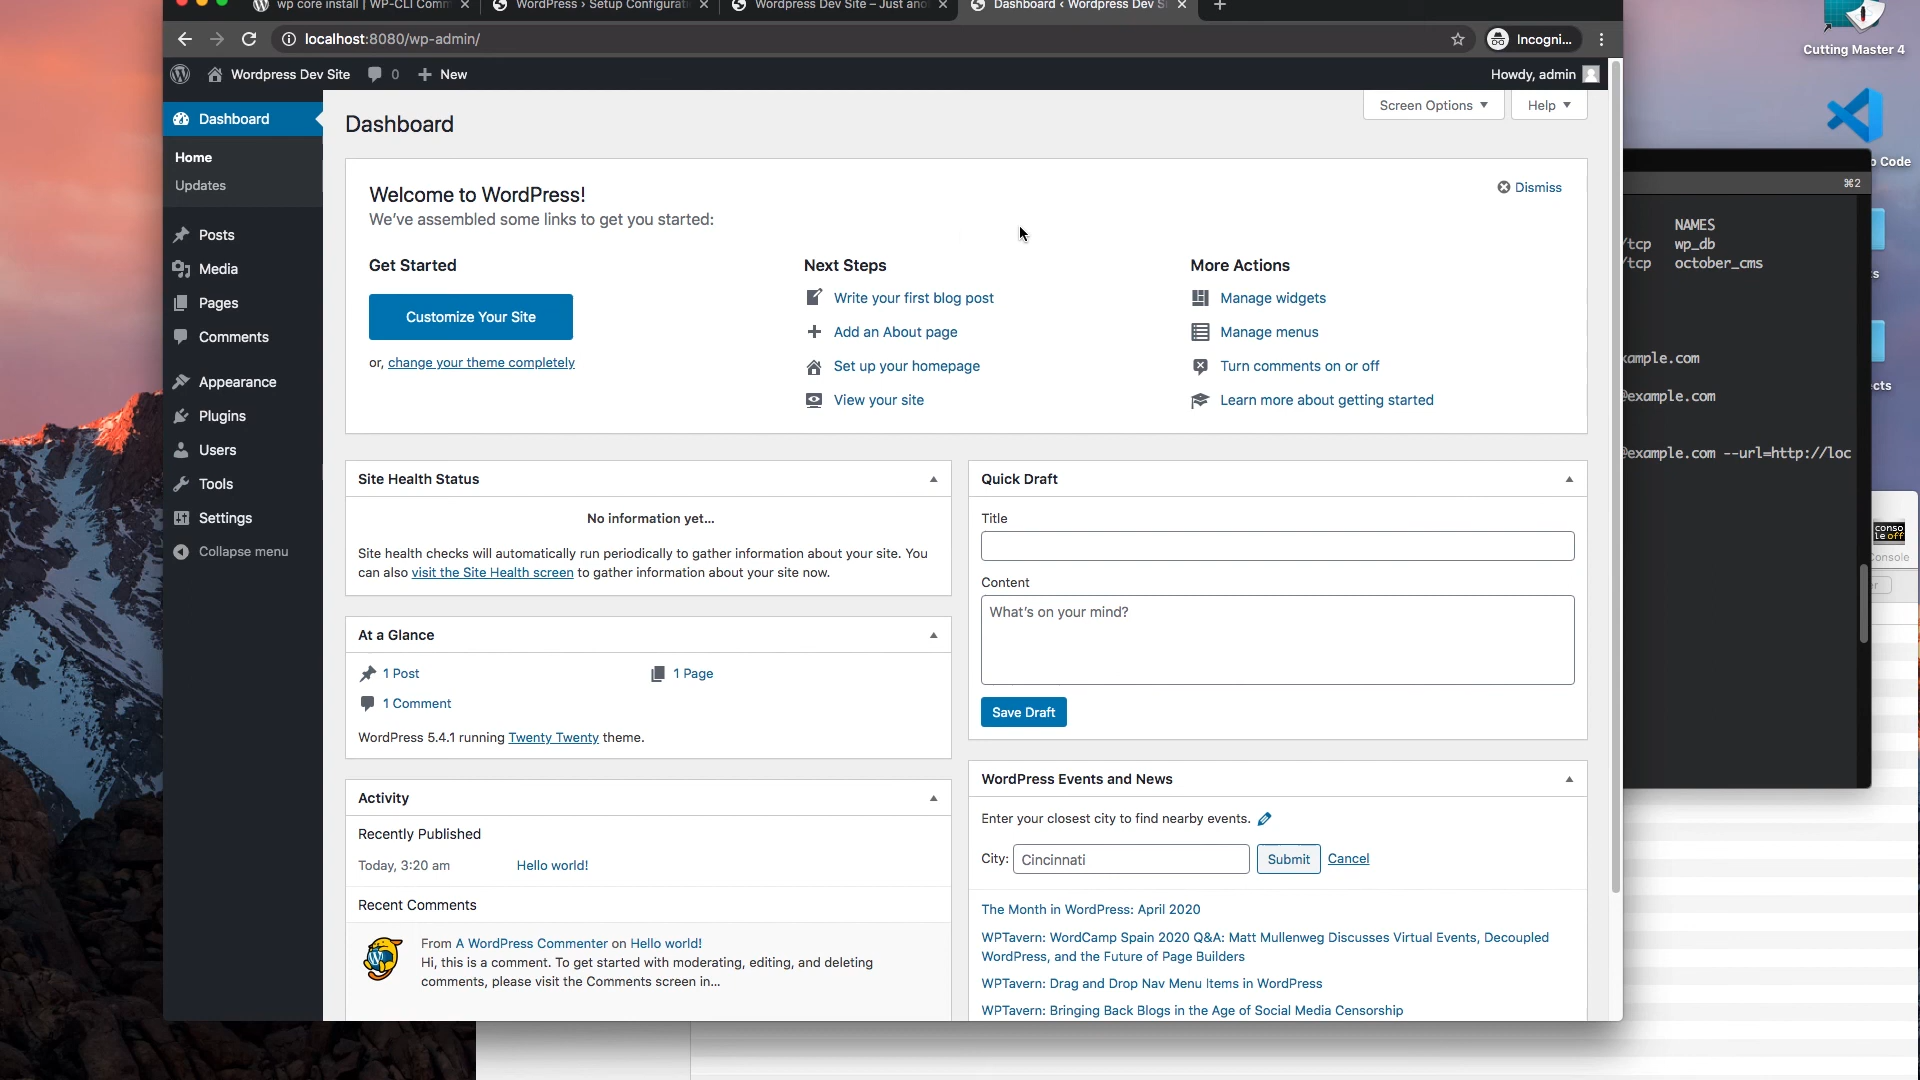 wp core install | WP-CLI Comm
WordPress › Setup Configurati
Wordpress Dev Site – Just ano
Dashboard ‹ Wordpress Dev S
Cutting Master 4
localhost:8080/wp-admin/
Incogni...
Wordpress Dev Site
0
New
Howdy, admin
Dashboard
Home
Updates
Posts
Media
Pages
Comments
Appearance
Plugins
Users
Tools
Settings
Collapse menu
Screen Options
Help
Dashboard
Welcome to WordPress!
We've assembled some links to get you started:
Dismiss
Get Started
Customize Your Site
or, change your theme completely
Next Steps
Write your first blog post
Add an About page
Set up your homepage
View your site
More Actions
Manage widgets
Manage menus
Turn comments on or off
Learn more about getting started
Site Health Status
No information yet...
Site health checks will automatically run periodically to gather information about your site. You
can also visit the Site Health screen to gather information about your site now.
At a Glance
1 Post
1 Page
1 Comment
WordPress 5.4.1 running Twenty Twenty theme.
Activity
Recently Published
Today, 3:20 am
Hello world!
Recent Comments
From A WordPress Commenter on Hello world!
Hi, this is a comment. To get started with moderating, editing, and deleting
comments, please visit the Comments screen in...
Quick Draft
Title
Content
What's on your mind?
Save Draft
WordPress Events and News
Enter your closest city to find nearby events.
City:
Cincinnati
Submit
Cancel
The Month in WordPress: April 2020
WPTavern: WordCamp Spain 2020 Q&A: Matt Mullenweg Discusses Virtual Events, Decoupled
WordPress, and the Future of Page Builders
WPTavern: Drag and Drop Nav Menu Items in WordPress
WPTavern: Bringing Back Blogs in the Age of Social Media Censorship
⌘2
NAMES
/tcp wp_db
/tcp october_cms
xample.com
@example.com
@example.com --url=http://loc
Code
s
cts
conso
le off
Console